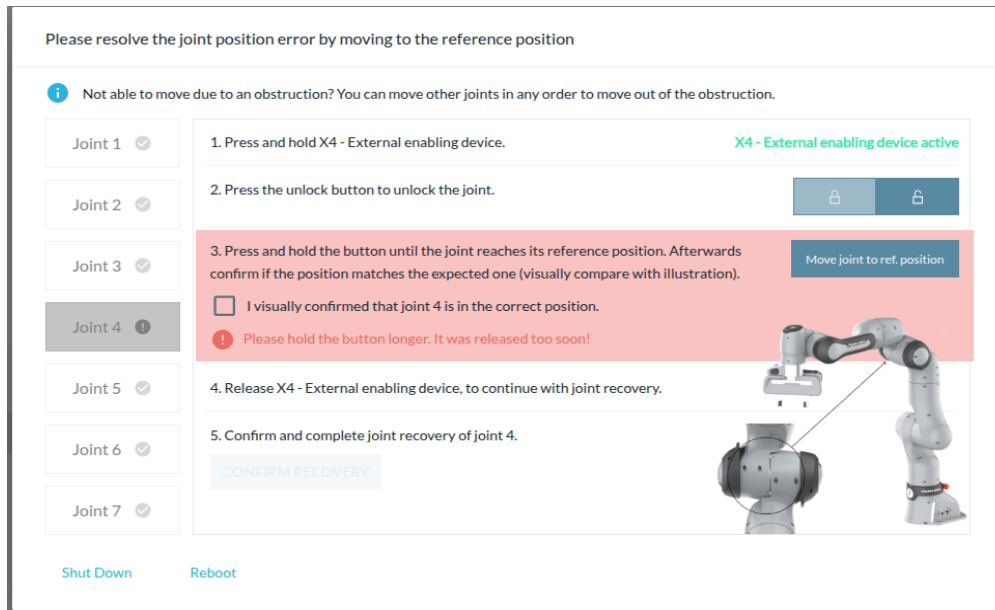 Please resolve the joint position error by moving to the reference position
Not able to move due to an obstruction? You can move other joints in any order to move out of the obstruction.
Joint 1
Joint 2
Joint 3
Joint 4
Joint 5
Joint 6
Joint 7
1. Press and hold X4 - External enabling device.
X4 - External enabling device active
2. Press the unlock button to unlock the joint.
3. Press and hold the button until the joint reaches its reference position. Afterwards
confirm if the position matches the expected one (visually compare with illustration).
Move joint to ref. position
I visually confirmed that joint 4 is in the correct position.
Please hold the button longer. It was released too soon!
4. Release X4 - External enabling device, to continue with joint recovery.
5. Confirm and complete joint recovery of joint 4.
CONFIRM RECOVERY
Shut Down
Reboot